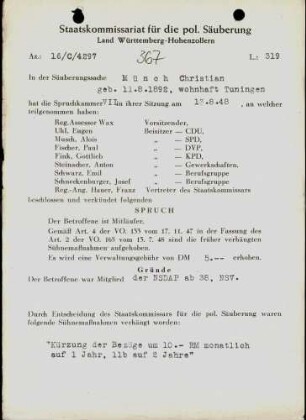 Staatskommissariat für die pol. Säuberung
Land Württemberg-Hohenzollern
Az.: 16/C/4297 367 L.: 319
In der Säuberungssache Münch Christian
geb. 11.8.1892, wohnhaft Tuningen
hat die Spruchkammer VII in ihrer Sitzung am 18.8.48, an welcher
teilgenommen haben:
Reg.Assessor Wax Vorsitzender,
Uhl, Eugen Beisitzer — CDU,
Mussik, Alois „ — SPD,
Fischer, Paul „ — DVP,
Fink, Gottlieb „ — KPD,
Steinacher, Anton „ — Gewerkschaften,
Schwarz, Emil „ — Berufsgruppe
Schorekenburger, Josef „ — Berufsgruppe
Reg.-Ang. Hauer, Franz Vertreter des Staatskommissars
beschlossen und verkündet folgenden
SPRUCH
Der Betroffene ist Mitläufer.
Gemäß Art. 4 der VO. 133 vom 17. 11. 47 in der Fassung des
Art. 2 der VO. 165 vom 13. 7. 48 sind die früher verhängten
Sühnemaßnahmen aufgehoben.
Es wird eine Verwaltungsgebühr von DM 5.-- erhoben.
Gründe
Der Betroffene war Mitglied der NSDAP ab 38, NSV.
Durch Entscheidung des Staatskommissars für die pol. Säuberung waren
folgende Sühnemaßnahmen verhängt worden:
"Kürzung der Bezüge um 10.- RM monatlich
auf 1 Jahr, 11b auf 2 Jahre"